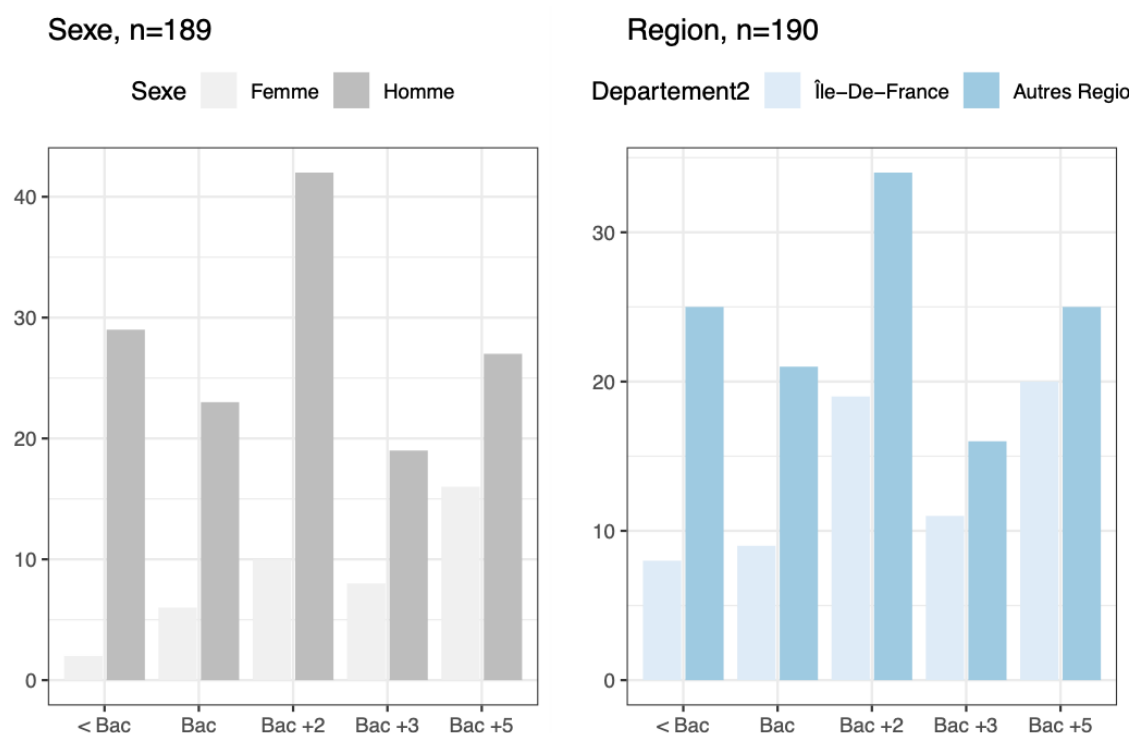 Sexe, n=189
Sexe Femme Homme
40
30
20
10
0
< Bac Bac Bac +2 Bac +3 Bac +5
Region, n=190
Departement2 Île−De−France Autres Regio
30
20
10
0
< Bac Bac Bac +2 Bac +3 Bac +5